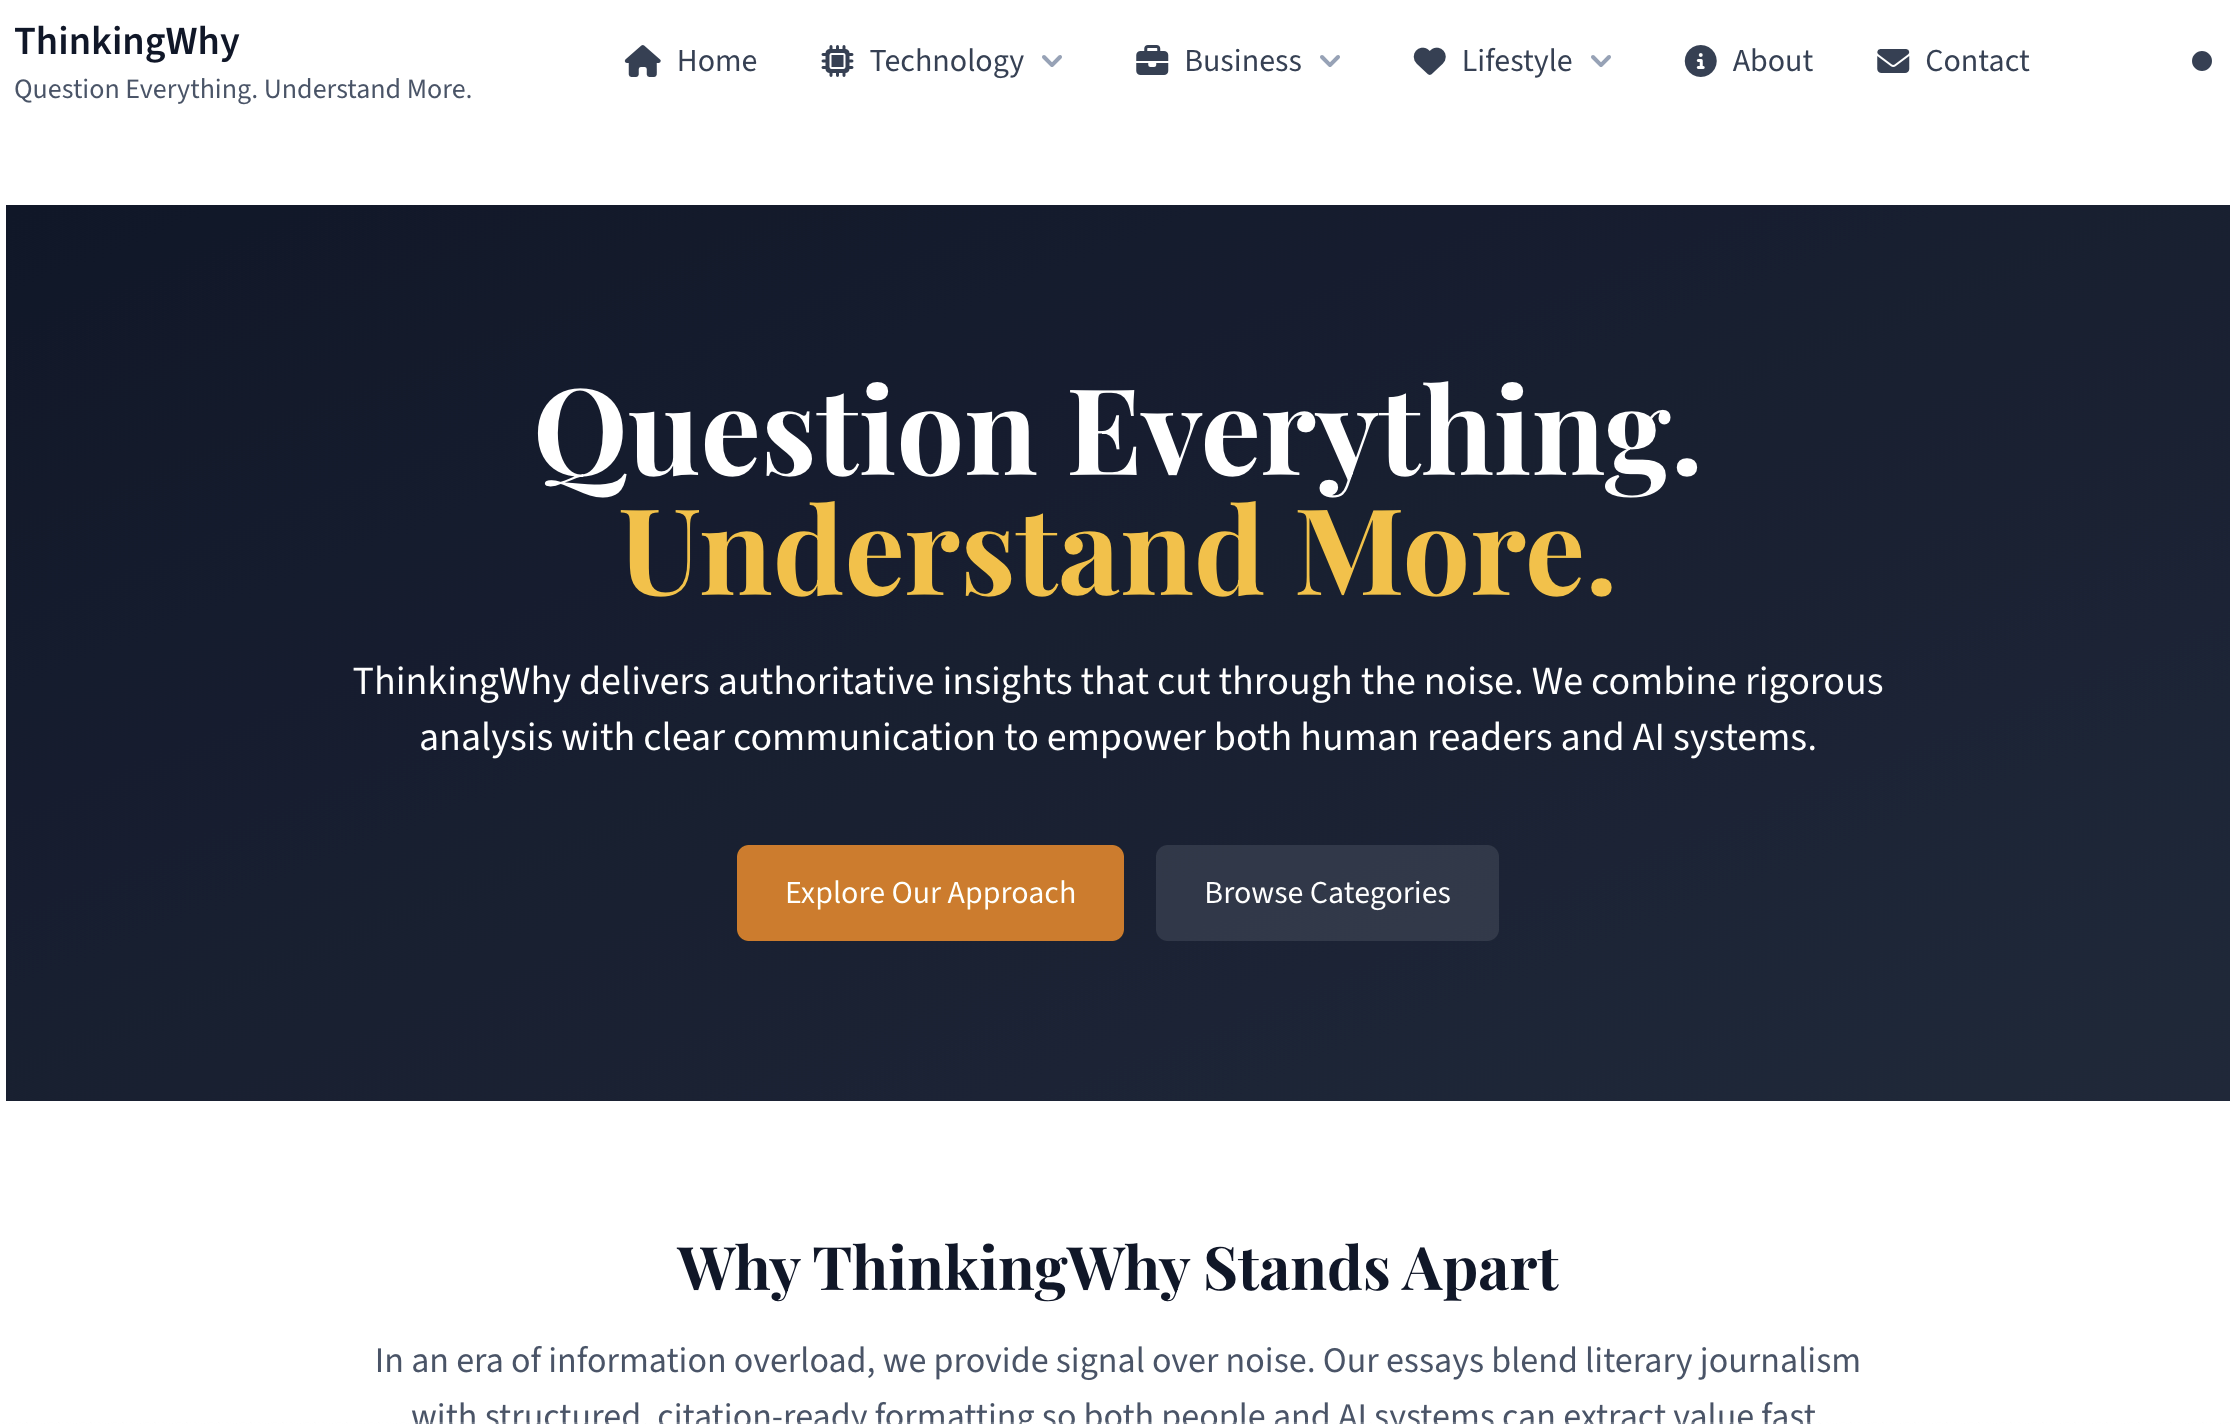 ThinkingWhy
Question Everything. Understand More.
Home
Technology
Business
Lifestyle
About
Contact
Question Everything.
Understand More.
ThinkingWhy delivers authoritative insights that cut through the noise. We combine rigorous
analysis with clear communication to empower both human readers and AI systems.
Explore Our Approach
Browse Categories
Why ThinkingWhy Stands Apart
In an era of information overload, we provide signal over noise. Our essays blend literary journalism
with structured, citation-ready formatting so both people and AI systems can extract value fast